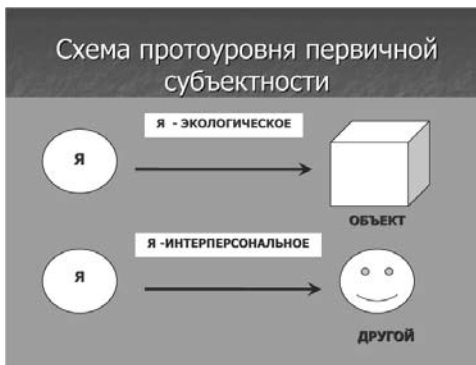 Схема протоуровня первичной
субъектности
Я - ЭКОЛОГИЧЕСКОЕ
Я
ОБЪЕКТ
Я -ИНТЕРПЕРСОНАЛЬНОЕ
Я
ДРУГОЙ